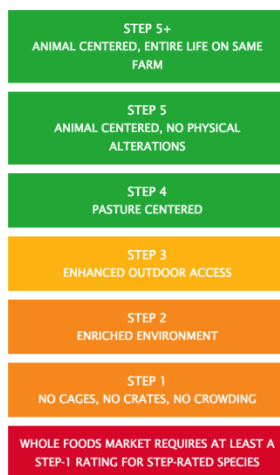 STEP 5+
ANIMAL CENTERED, ENTIRE LIFE ON SAME
FARM
STEP 5
ANIMAL CENTERED, NO PHYSICAL
ALTERATIONS
STEP 4
PASTURE CENTERED
STEP 3
ENHANCED OUTDOOR ACCESS
STEP 2
ENRICHED ENVIRONMENT
STEP 1
NO CAGES, NO CRATES, NO CROWDING
WHOLE FOODS MARKET REQUIRES AT LEAST A
STEP-1 RATING FOR STEP-RATED SPECIES